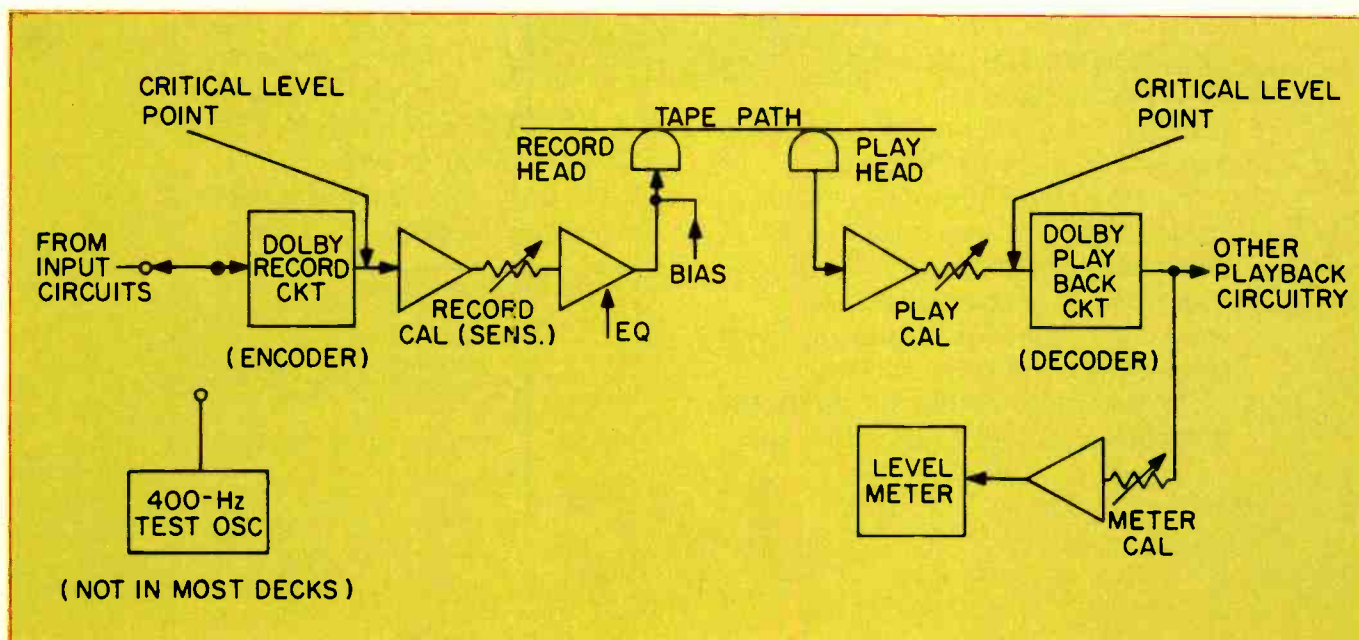 CRITICAL LEVEL
POINT
CRITICAL LEVEL
POINT
TAPE PATH
RECORD
HEAD
PLAY
HEAD
FROM
INPUT
CIRCUITS
DOLBY
RECORD
CKT
(ENCODER)
RECORD
CAL (SENS.)
EQ
BIAS
PLAY
CAL
DOLBY
PLAY
BACK
CKT
(DECODER)
OTHER
PLAYBACK
CIRCUITRY
400-Hz
TEST OSC
(NOT IN MOST DECKS)
LEVEL
METER
METER
CAL